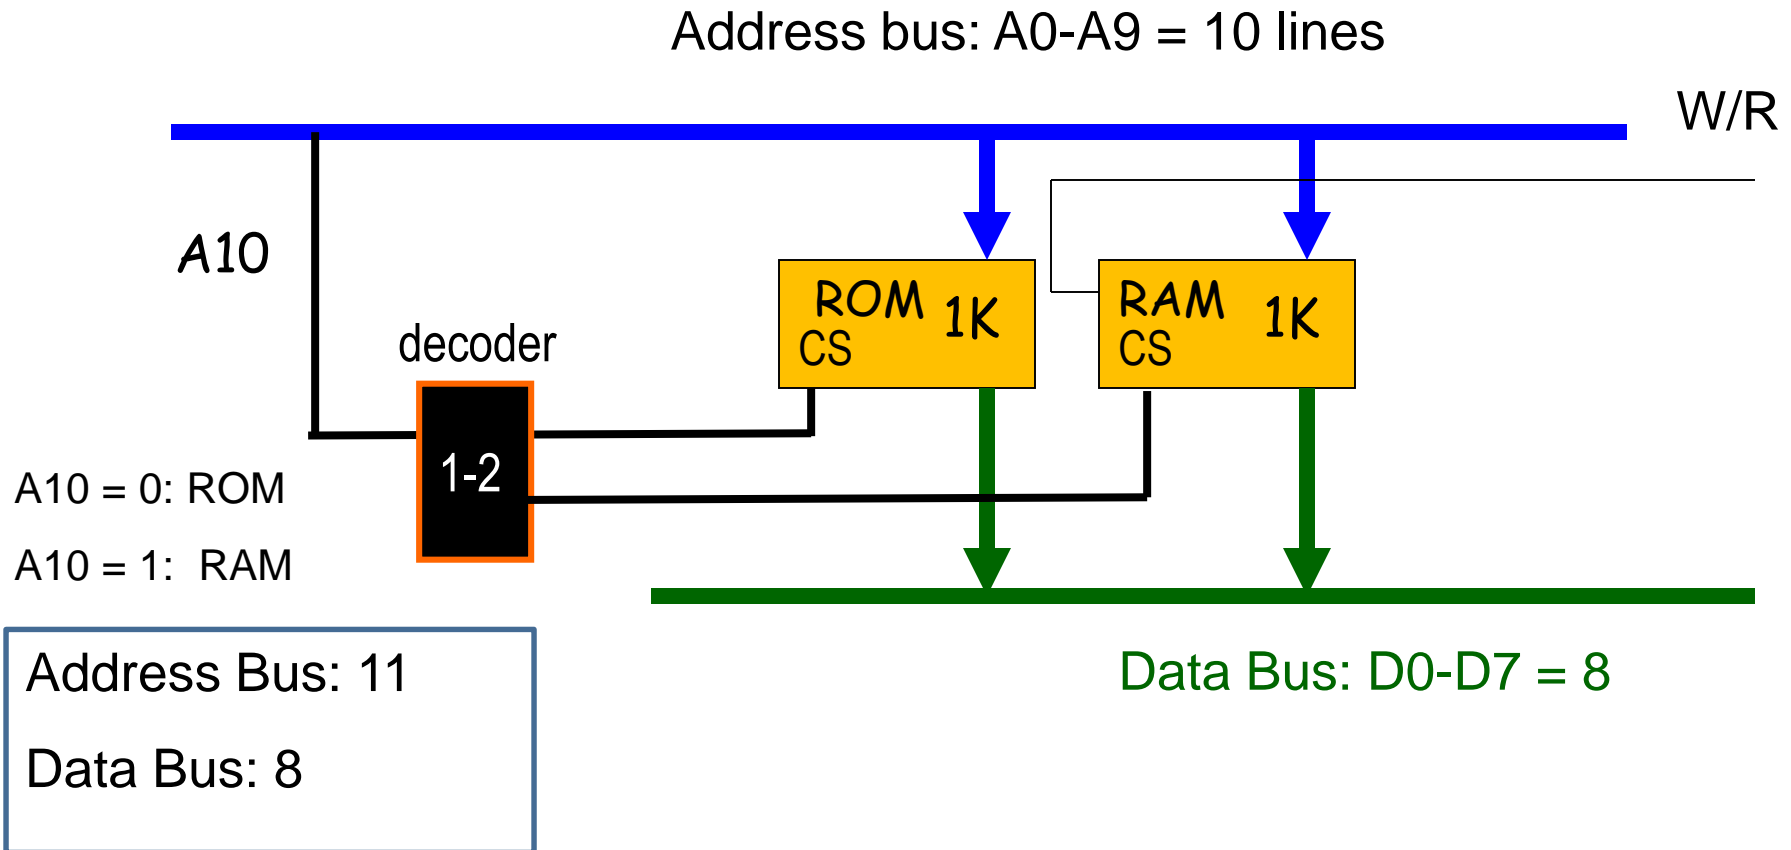 Address bus: A0-A9 = 10 lines
W/R
A10
ROM 1K
CS
RAM 1K
CS
decoder
1-2
A10 = 0: ROM
A10 = 1: RAM
Address Bus: 11
Data Bus: 8
Data Bus: D0-D7 = 8